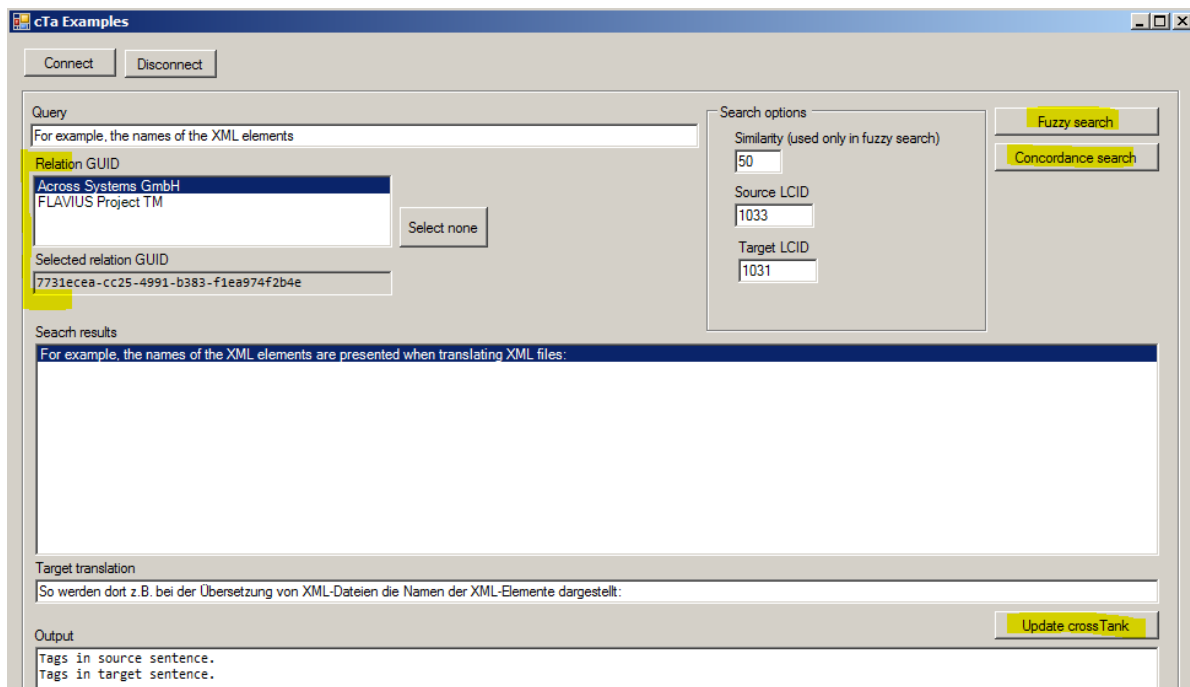 cTa Examples
Connect
Disconnect
Query
For example, the names of the XML elements
Relation GUID
Across Systems GmbH
FLAVIUS Project TM
Select none
Selected relation GUID
7731ecea-cc25-4991-b383-f1ea974f2b4e
Search options
Similarity (used only in fuzzy search)
50
Source LCID
1033
Target LCID
1031
Fuzzy search
Concordance search
Seacrh results
For example, the names of the XML elements are presented when translating XML files:
Target translation
So werden dort z.B. bei der Übersetzung von XML-Dateien die Namen der XML-Elemente dargestellt:
Update crossTank
Output
Tags in source sentence.
Tags in target sentence.